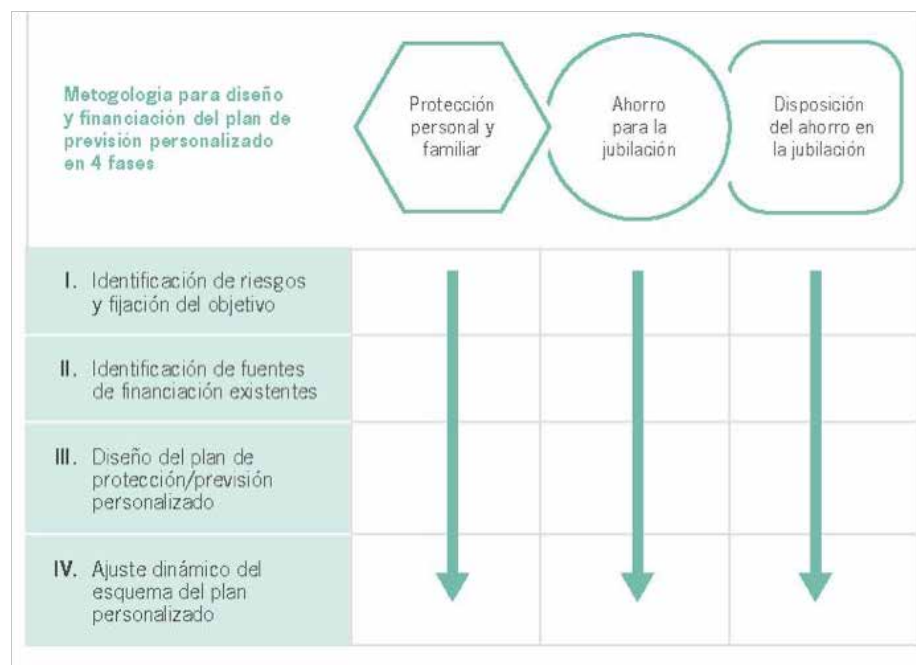 Metogologia para diseño
y financiación del plan de
previsión personalizado
en 4 fases
Protección
personal y
familiar
Ahorro
para la
jubilación
Disposición
del ahorro en
la jubilación
I. Identificación de riesgos
y fijación del objetivo
II. Identificación de fuentes
de financiación existentes
III. Diseño del plan de
protección/previsión
personalizado
IV. Ajuste dinámico del
esquema del plan
personalizado